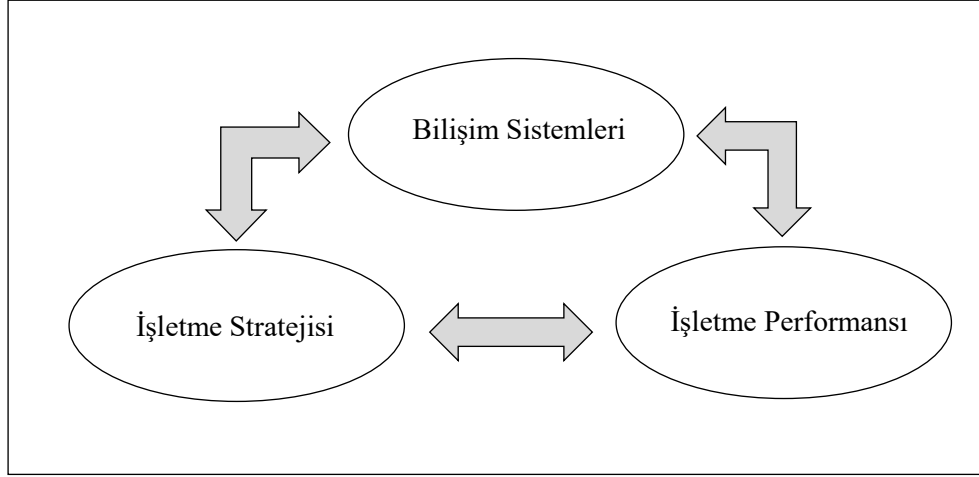 Bilişim Sistemleri
İşletme Stratejisi
İşletme Performansı